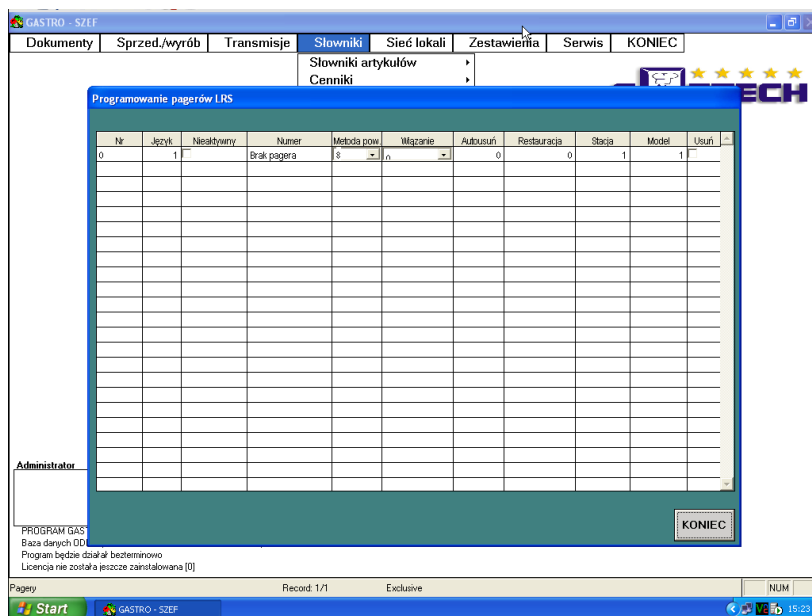 GASTRO - SZEF
Dokumenty Sprzed./wyrób Transmisje Słowniki Sieć lokali Zestawienia Serwis KONIEC
Słowniki artykułów
Cenniki
ECH
Programowanie pagerów LRS
Nr Język Nieaktywny Numer Metoda pow. Wiązanie Autousuń Restauracja Stacja Model Usuń
0 1 Brak pagera 8 0 0 0 1 1
Administrator
KONIEC
PROGRAM GAS
Baza danych OD
Program będzie działał bezterminowo
Licencja nie została jeszcze zainstalowana [0]
Pagery Record: 1/1 Exclusive NUM
Start GASTRO - SZEF 15:23